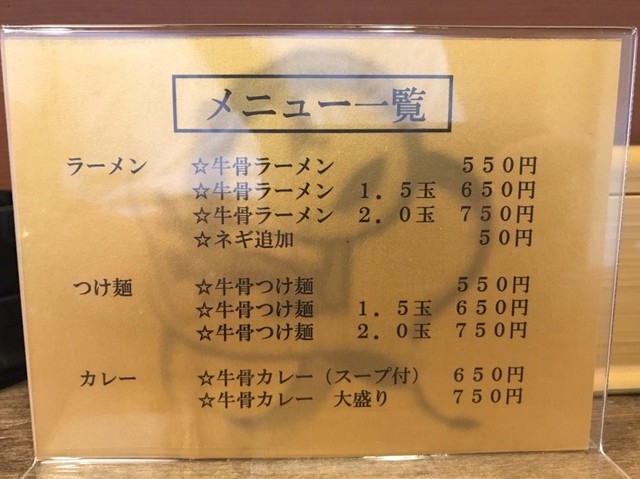 メニュー一覧
ラーメン ☆牛骨ラーメン ５５０円
☆牛骨ラーメン １．５玉 ６５０円
☆牛骨ラーメン ２．０玉 ７５０円
☆ネギ追加 ５０円
つけ麺 ☆牛骨つけ麺 ５５０円
☆牛骨つけ麺 １．５玉 ６５０円
☆牛骨つけ麺 ２．０玉 ７５０円
カレー ☆牛骨カレー（スープ付） ６５０円
☆牛骨カレー 大盛り ７５０円